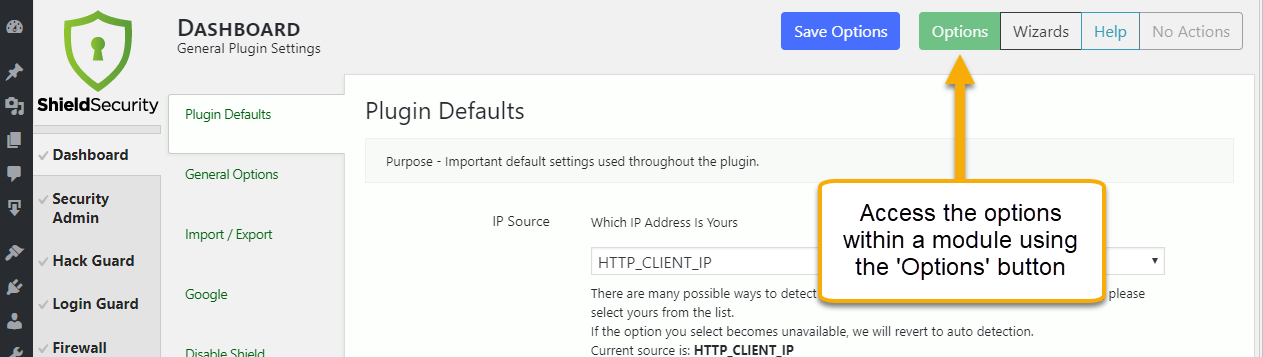 DASHBOARD
General Plugin Settings
Save Options
Options
Wizards
Help
No Actions
ShieldSecurity
Dashboard
Security
Admin
Hack Guard
Login Guard
Firewall
Plugin Defaults
General Options
Import / Export
Google
Disable Shield
Plugin Defaults
Purpose - Important default settings used throughout the plugin.
IP Source
Which IP Address Is Yours
HTTP_CLIENT_IP
There are many possible ways to detect please
select yours from the list.
If the option you select becomes unavailable, we will revert to auto detection.
Current source is: HTTP_CLIENT_IP
Access the options
within a module using
the 'Options' button